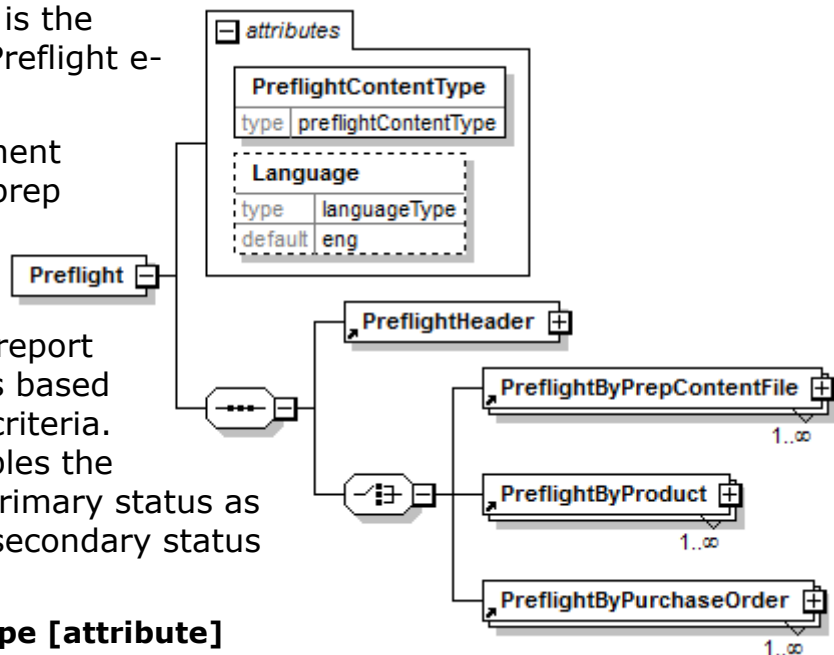 is the
Preflight e-
ment
prep
report
s based
criteria.
bles the
rimary status as
secondary status
pe [attribute]
attributes
PreflightContentType
type preflightContentType
Language
type languageType
default eng
Preflight
PreflightHeader
PreflightByPrepContentFile
1..∞
PreflightByProduct
1..∞
PreflightByPurchaseOrder
1..∞